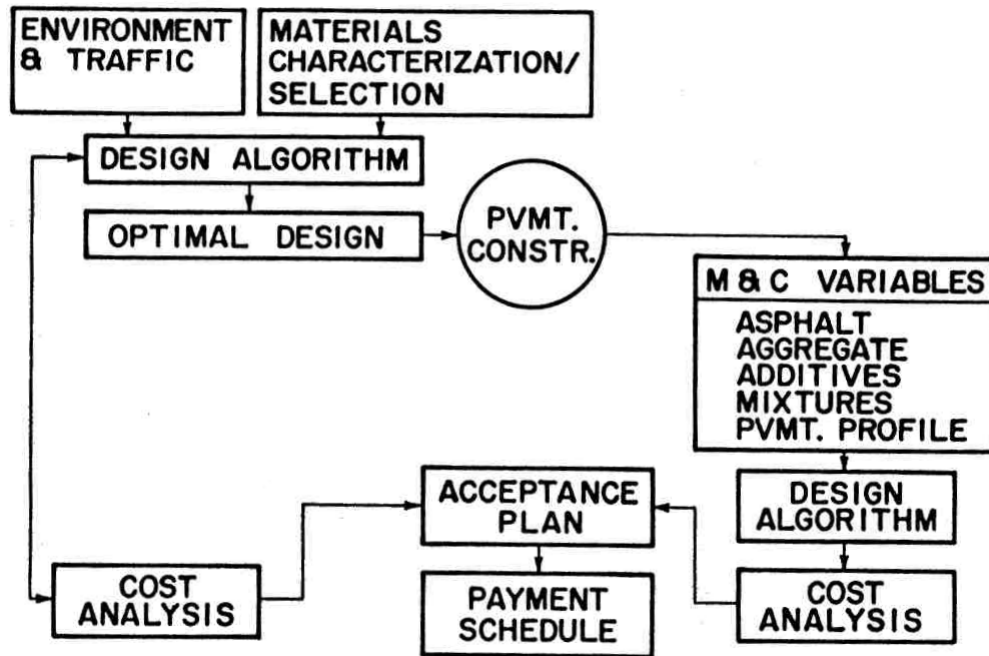 ENVIRONMENT
& TRAFFIC
MATERIALS
CHARACTERIZATION/
SELECTION
DESIGN ALGORITHM
OPTIMAL DESIGN
PVMT.
CONSTR.
M & C VARIABLES
ASPHALT
AGGREGATE
ADDITIVES
MIXTURES
PVMT. PROFILE
DESIGN
ALGORITHM
COST
ANALYSIS
ACCEPTANCE
PLAN
PAYMENT
SCHEDULE
COST
ANALYSIS